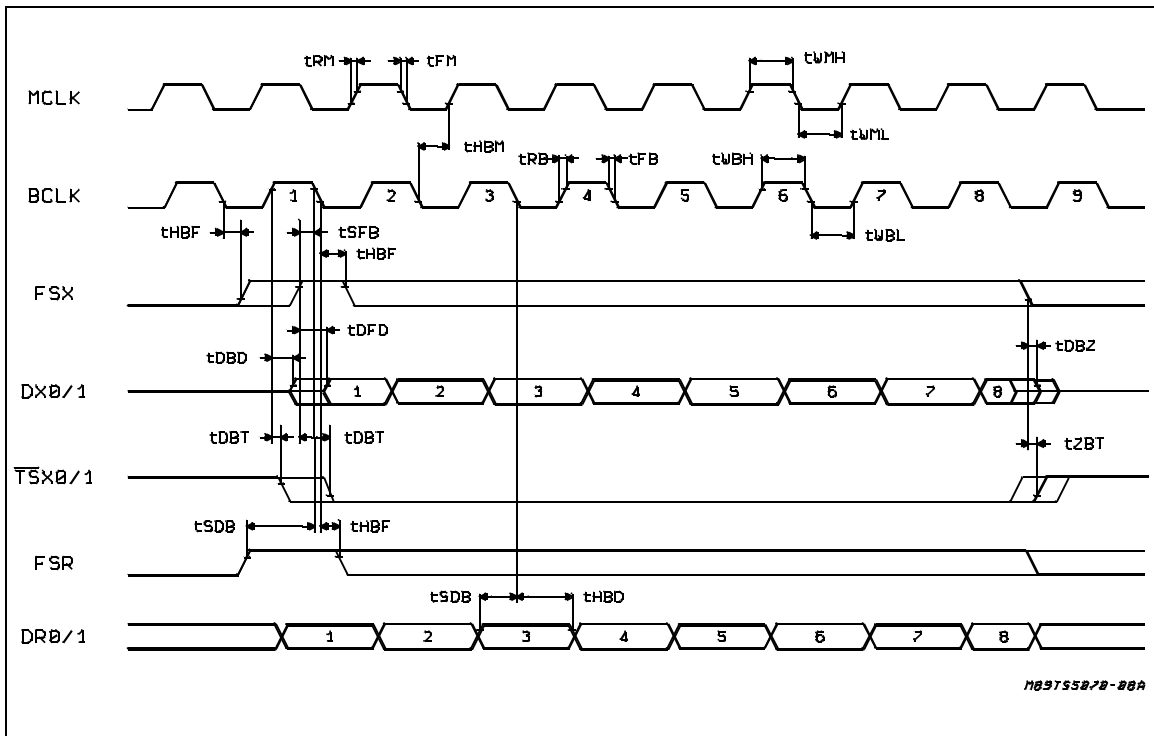 tRM tFM tWMH
MCLK
tHBM tWML
tRB tFB tWBH
BCLK 1 2 3 4 5 6 7 8 9
tHBF tSFB tWBL
tHBF
FSX
tDFD
tDBD tDBZ
DX0/1 1 2 3 4 5 6 7 8
tDBT tDBT tZBT
T̅S̅X0/1
tSDB tHBF
FSR
tSDB tHBD
DR0/1 1 2 3 4 5 6 7 8
M89TS5070-08A